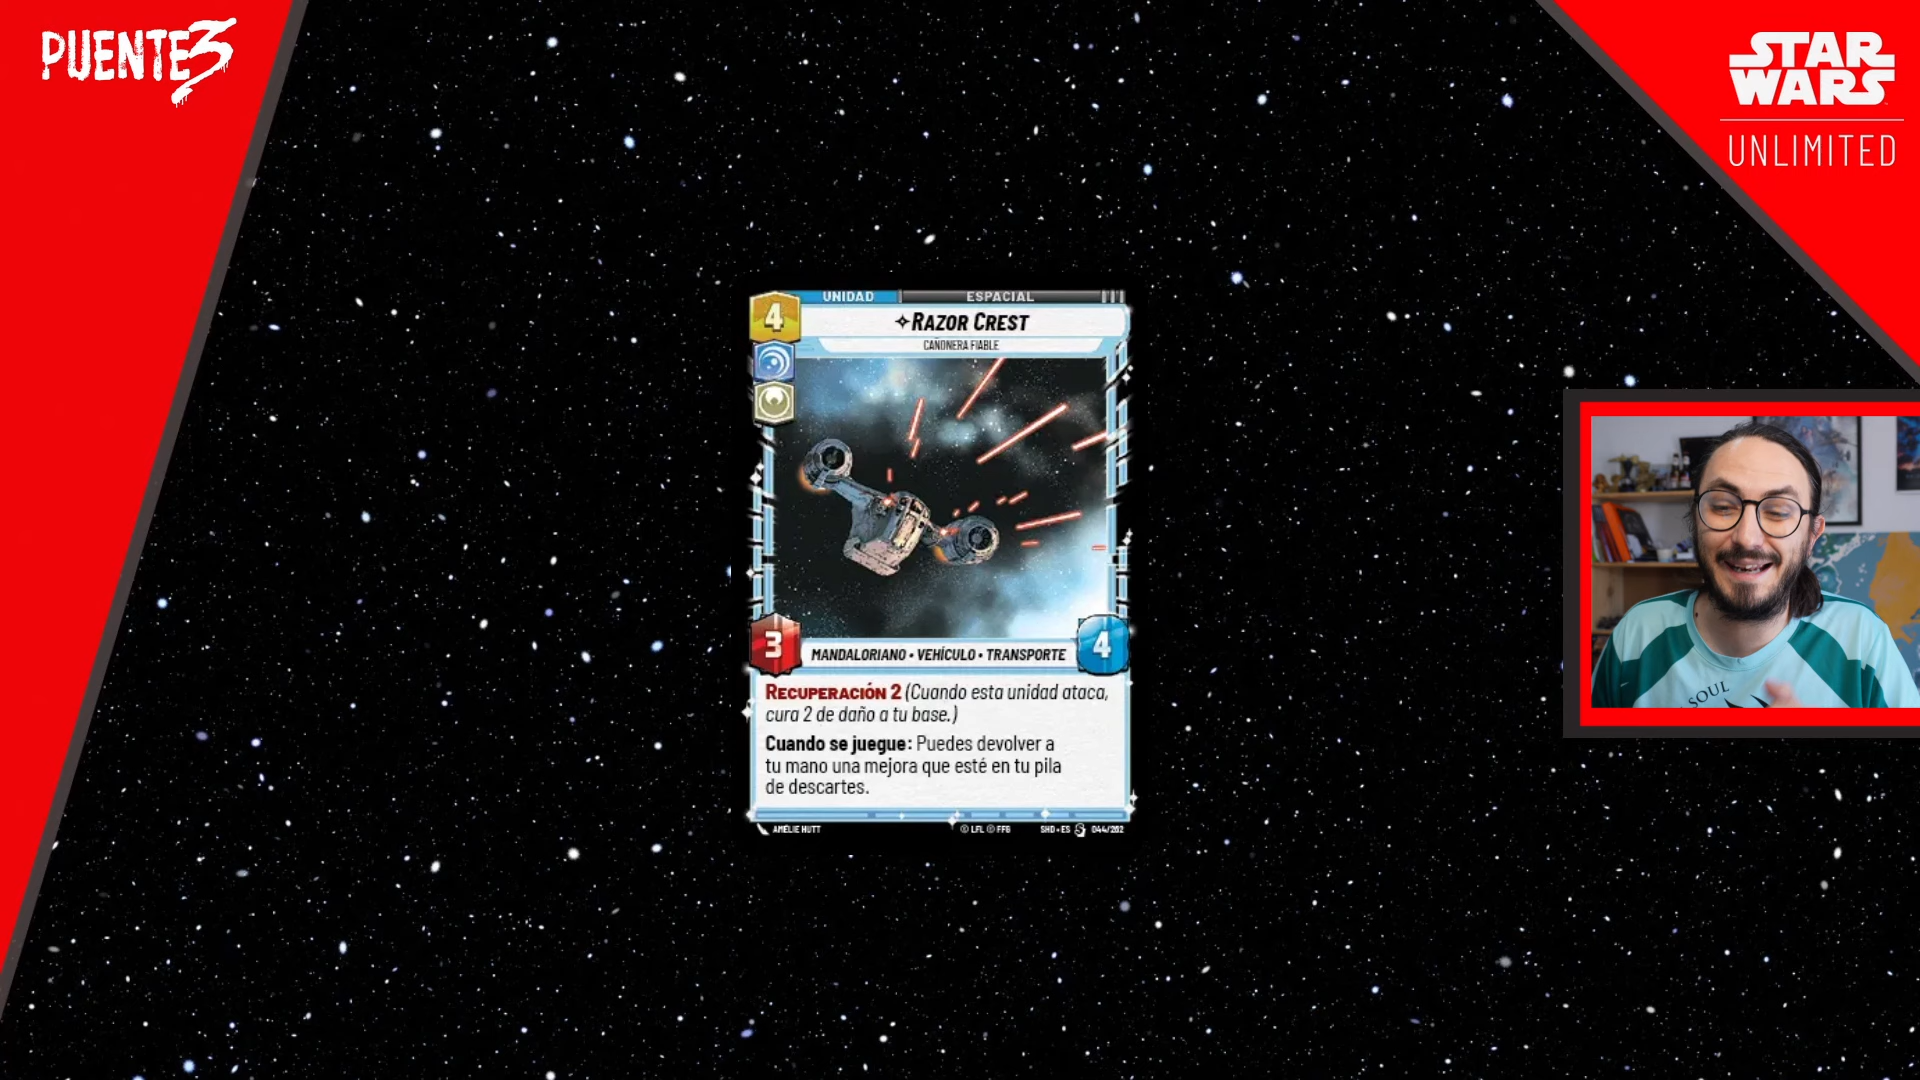 PUENTE3
STAR
WARS
UNLIMITED
4
UNIDAD
ESPACIAL
RAZOR CREST
CAÑONERA FIABLE
3
MANDALORIANO • VEHÍCULO • TRANSPORTE
4
RECUPERACIÓN 2 (Cuando esta unidad ataca,
cura 2 de daño a tu base.)
Cuando se juegue: Puedes devolver a
tu mano una mejora que esté en tu pila
de descartes.
AMÉLIE HUTT
© LFL © FFG
SHD • ES
044/262
SOUL